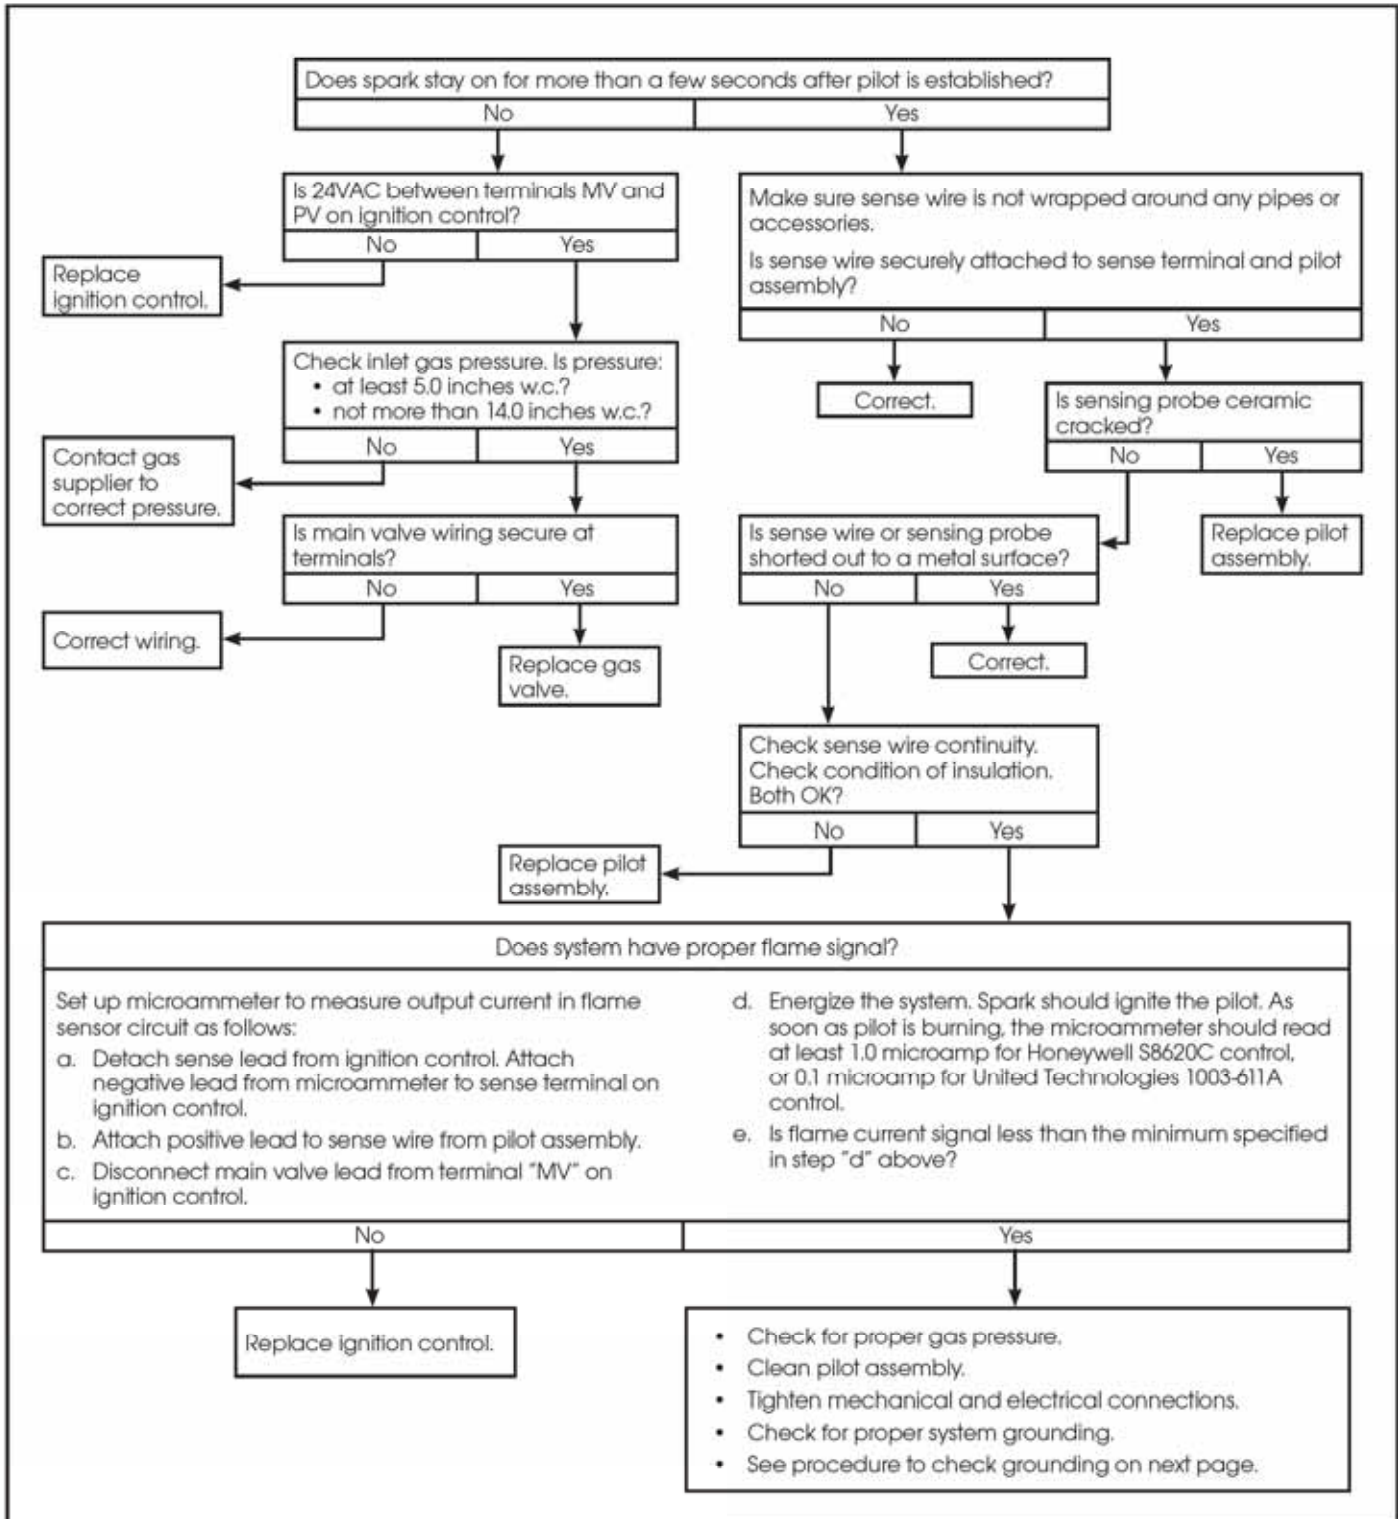 Does spark stay on for more than a few seconds after pilot is established?
No
Yes
Is 24VAC between terminals MV and
PV on ignition control?
No
Yes
Replace
ignition control.
Check inlet gas pressure. Is pressure:
• at least 5.0 inches w.c.?
• not more than 14.0 inches w.c.?
No
Yes
Contact gas
supplier to
correct pressure.
Is main valve wiring secure at
terminals?
No
Yes
Correct wiring.
Replace gas
valve.
Make sure sense wire is not wrapped around any pipes or
accessories.
Is sense wire securely attached to sense terminal and pilot
assembly?
No
Yes
Correct.
Is sensing probe ceramic
cracked?
No
Yes
Replace pilot
assembly.
Is sense wire or sensing probe
shorted out to a metal surface?
No
Yes
Correct.
Check sense wire continuity.
Check condition of insulation.
Both OK?
No
Yes
Replace pilot
assembly.
Does system have proper flame signal?
Set up microammeter to measure output current in flame
sensor circuit as follows:
a. Detach sense lead from ignition control. Attach
negative lead from microammeter to sense terminal on
ignition control.
b. Attach positive lead to sense wire from pilot assembly.
c. Disconnect main valve lead from terminal "MV" on
ignition control.
d. Energize the system. Spark should ignite the pilot. As
soon as pilot is burning, the microammeter should read
at least 1.0 microamp for Honeywell S8620C control,
or 0.1 microamp for United Technologies 1003-611A
control.
e. Is flame current signal less than the minimum specified
in step "d" above?
No
Yes
Replace ignition control.
• Check for proper gas pressure.
• Clean pilot assembly.
• Tighten mechanical and electrical connections.
• Check for proper system grounding.
• See procedure to check grounding on next page.